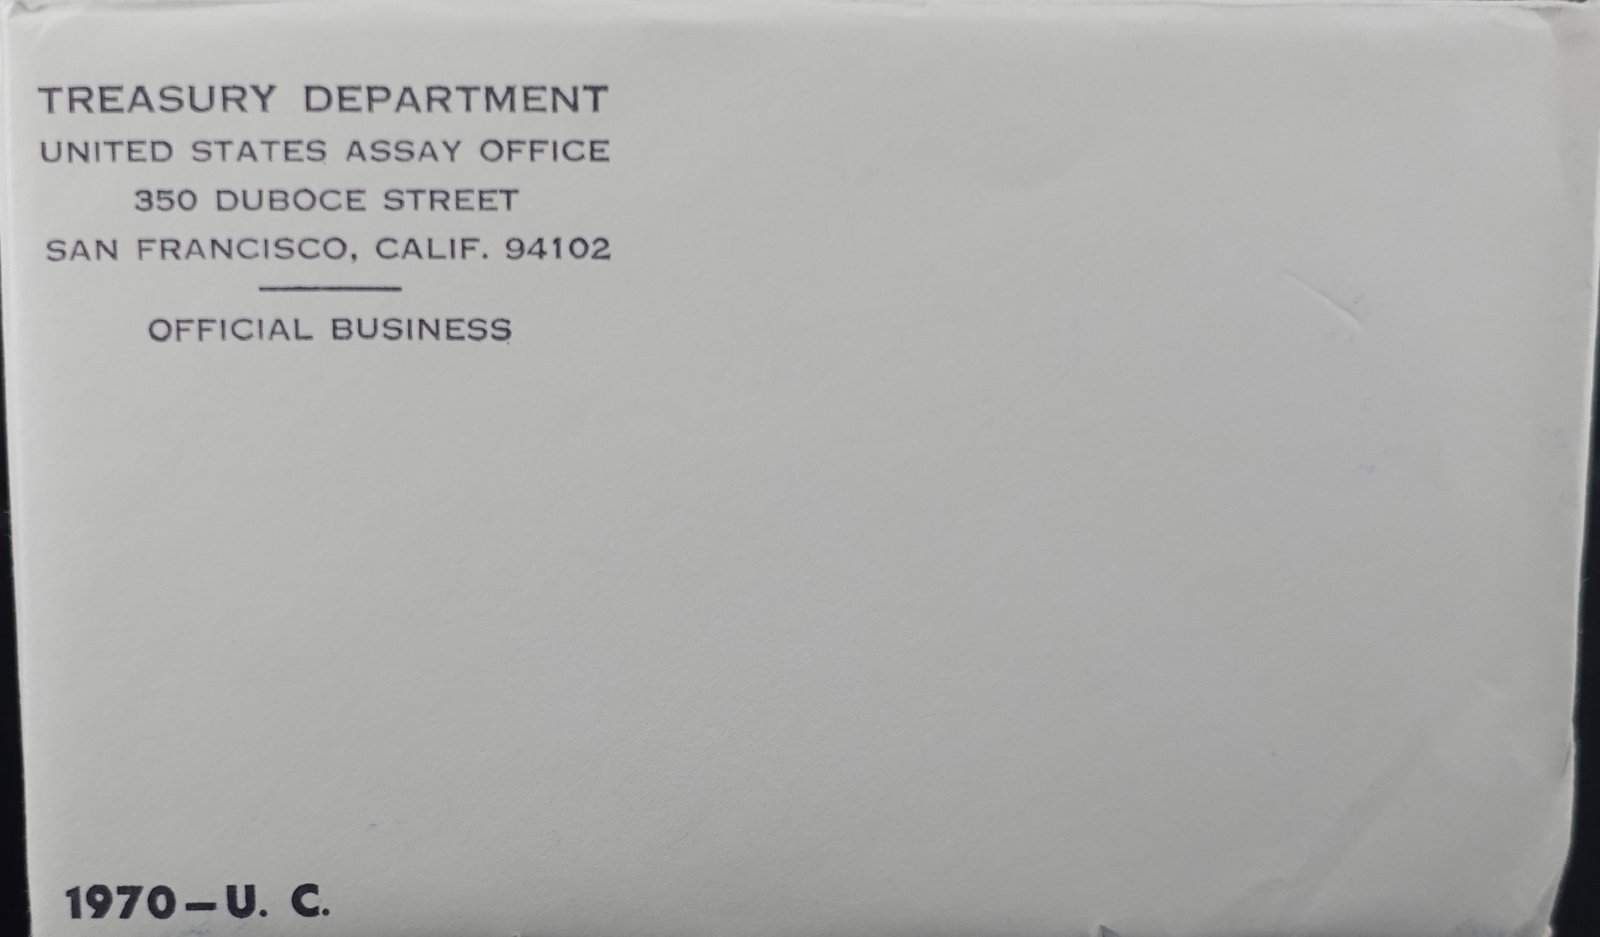 TREASURY DEPARTMENT
UNITED STATES ASSAY OFFICE
350 DUBOCE STREET
SAN FRANCISCO, CALIF. 94102
OFFICIAL BUSINESS
1970-U. C.